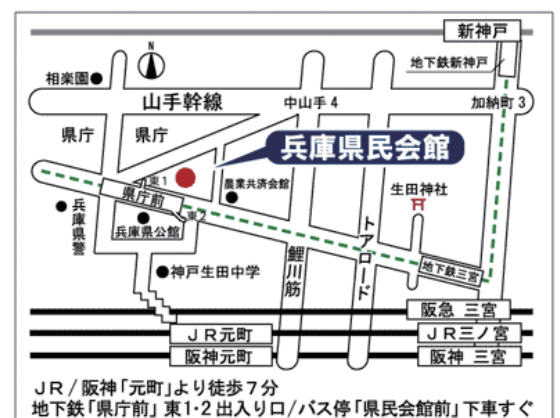 新神戸
N
地下鉄新神戸
相楽園
山手幹線
中山手4
加納町3
県庁
県庁
兵庫県民会館
東1
農業共済会館
生田神社
県庁前
東2
兵庫県警
兵庫県公館
トアロード
鯉川筋
地下鉄三宮
神戸生田中学
阪急 三宮
JR元町
JR三ノ宮
阪神元町
阪神 三宮
JR/阪神「元町」より徒歩7分
地下鉄「県庁前」東1・2出入り口/バス停「県民会館前」下車すぐ